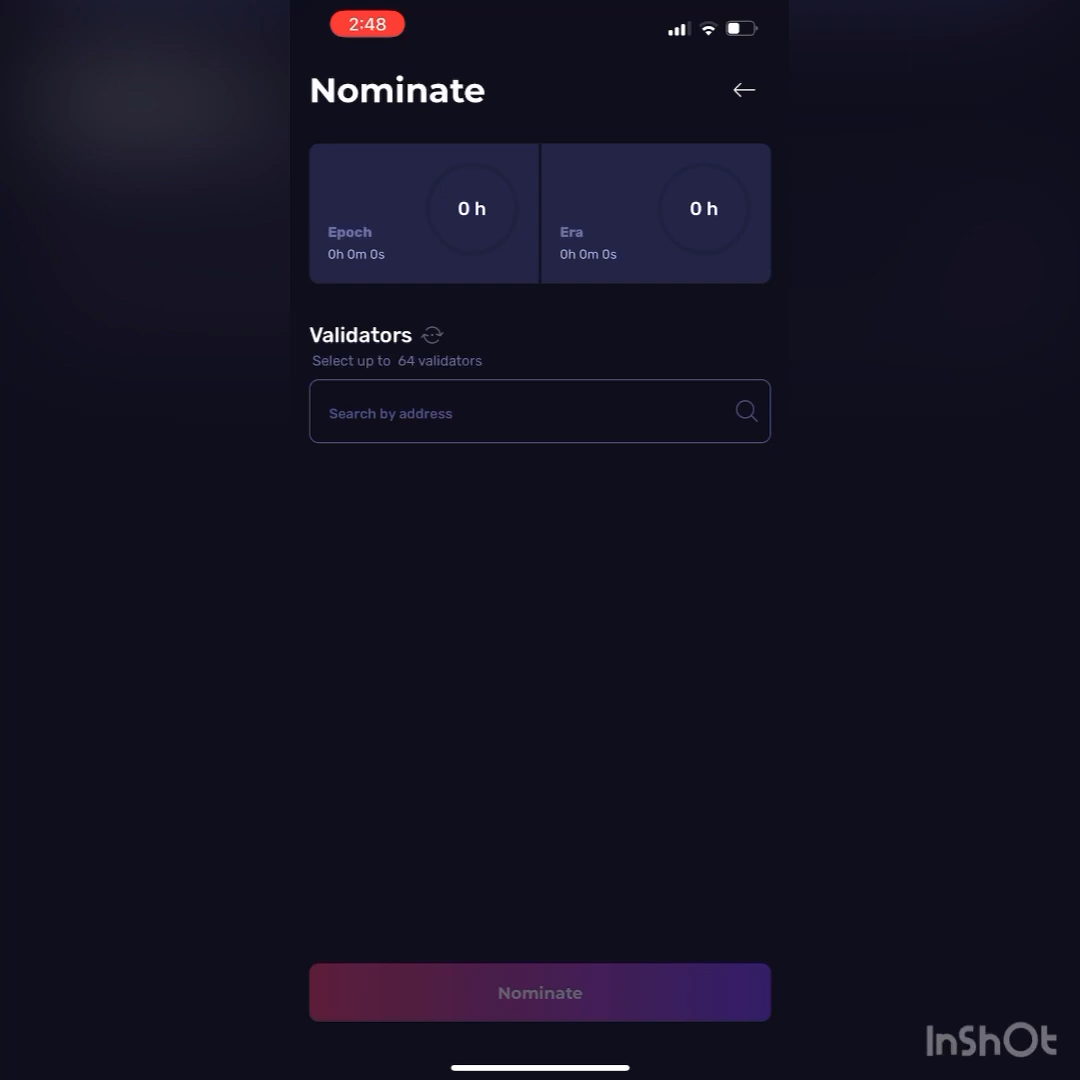 2:48
Nominate
0 h
0 h
Epoch
Era
0h 0m 0s
0h 0m 0s
Validators
Select up to 64 validators
Search by address
Nominate
InShOt